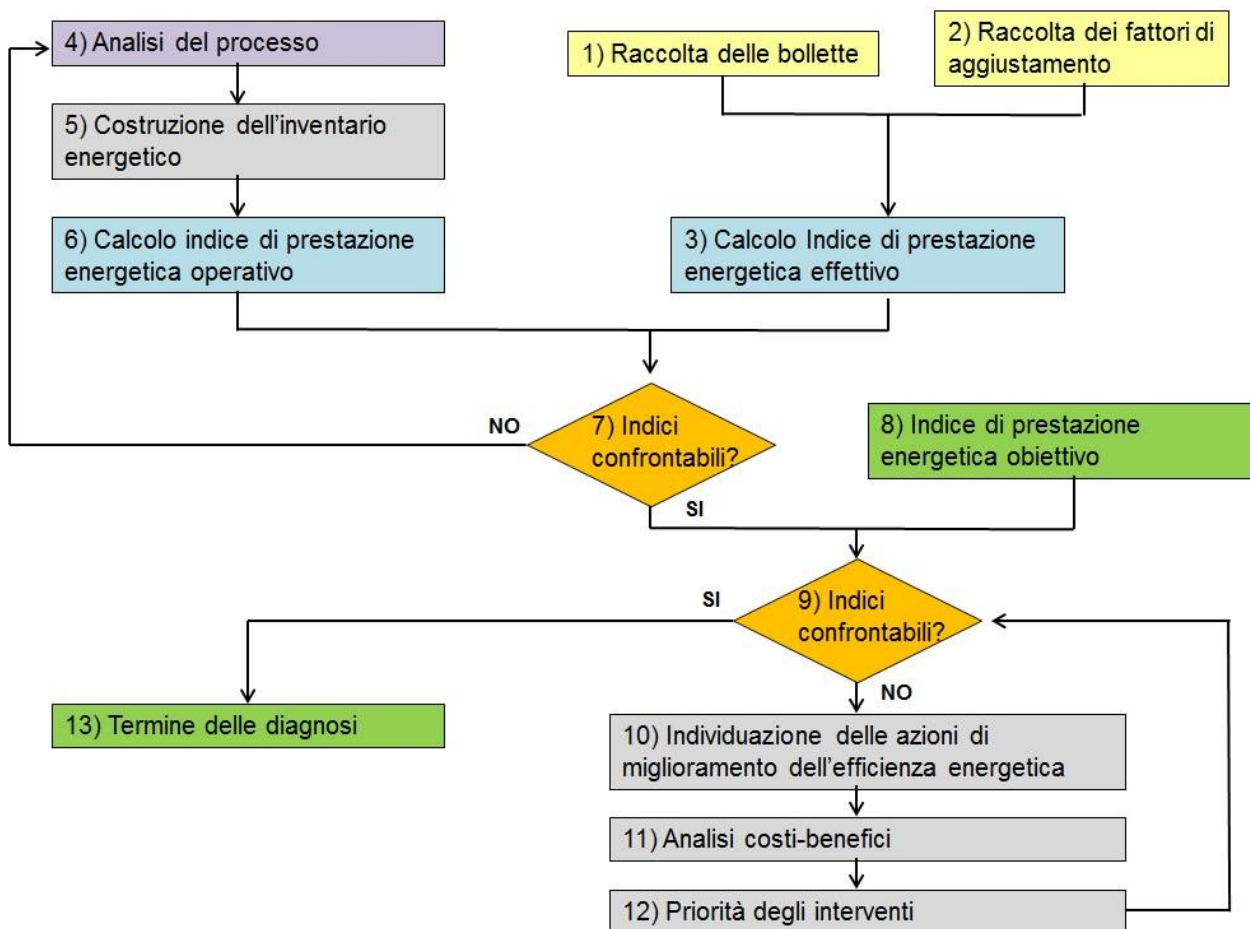 4) Analisi del processo
1) Raccolta delle bollette
2) Raccolta dei fattori di
aggiustamento
5) Costruzione dell'inventario
energetico
6) Calcolo indice di prestazione
energetica operativo
3) Calcolo Indice di prestazione
energetica effettivo
NO
7) Indici
confrontabili?
8) Indice di prestazione
energetica obiettivo
SI
SI
9) Indici
confrontabili?
NO
13) Termine delle diagnosi
10) Individuazione delle azioni di
miglioramento dell'efficienza energetica
11) Analisi costi-benefici
12) Priorità degli interventi